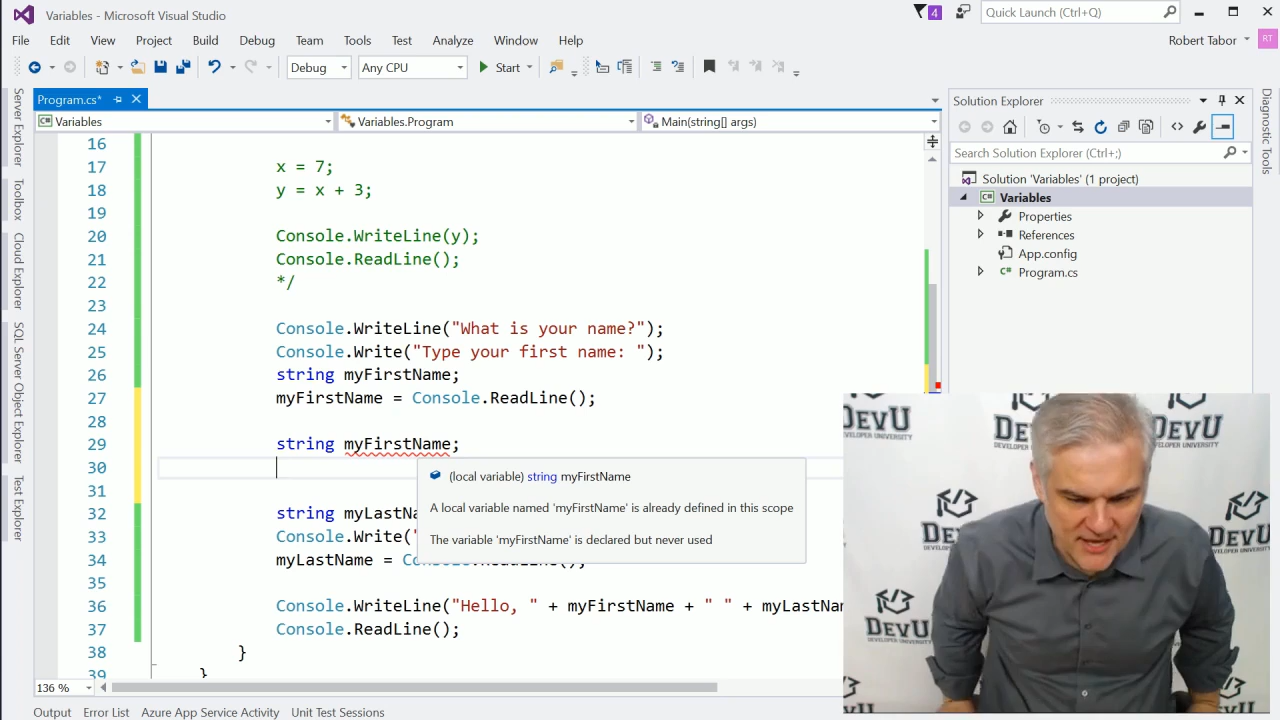 Variables - Microsoft Visual Studio
4
Quick Launch (Ctrl+Q)
File Edit View Project Build Debug Team Tools Test Analyze Window Help
Robert Tabor RT
Debug Any CPU Start
Program.cs*
Variables Variables.Program Main(string[] args)
Server Explorer
Toolbox
Cloud Explorer
SQL Server Object Explorer
Test Explorer
16
17 x = 7;
18 y = x + 3;
19
20 Console.WriteLine(y);
21 Console.ReadLine();
22 */
23
24 Console.WriteLine("What is your name?");
25 Console.Write("Type your first name: ");
26 string myFirstName;
27 myFirstName = Console.ReadLine();
28
29 string myFirstName;
30
31
32 string myLastNa
33 Console.Write("
34 myLastName = Console.ReadLine();
35
36 Console.WriteLine("Hello, " + myFirstName + " " + myLastNam
37 Console.ReadLine();
38 }
39 }
(local variable) string myFirstName
A local variable named 'myFirstName' is already defined in this scope
The variable 'myFirstName' is declared but never used
136 %
Output Error List Azure App Service Activity Unit Test Sessions
Solution Explorer
Search Solution Explorer (Ctrl+;)
Solution 'Variables' (1 project)
C# Variables
Properties
References
App.config
C# Program.cs
Diagnostic Tools
DEVU
DEVELOPER UNIVERSITY
DEVU
DEVELOPER UNIVERSITY
DEVU
DEVELOPER UNIVERSITY